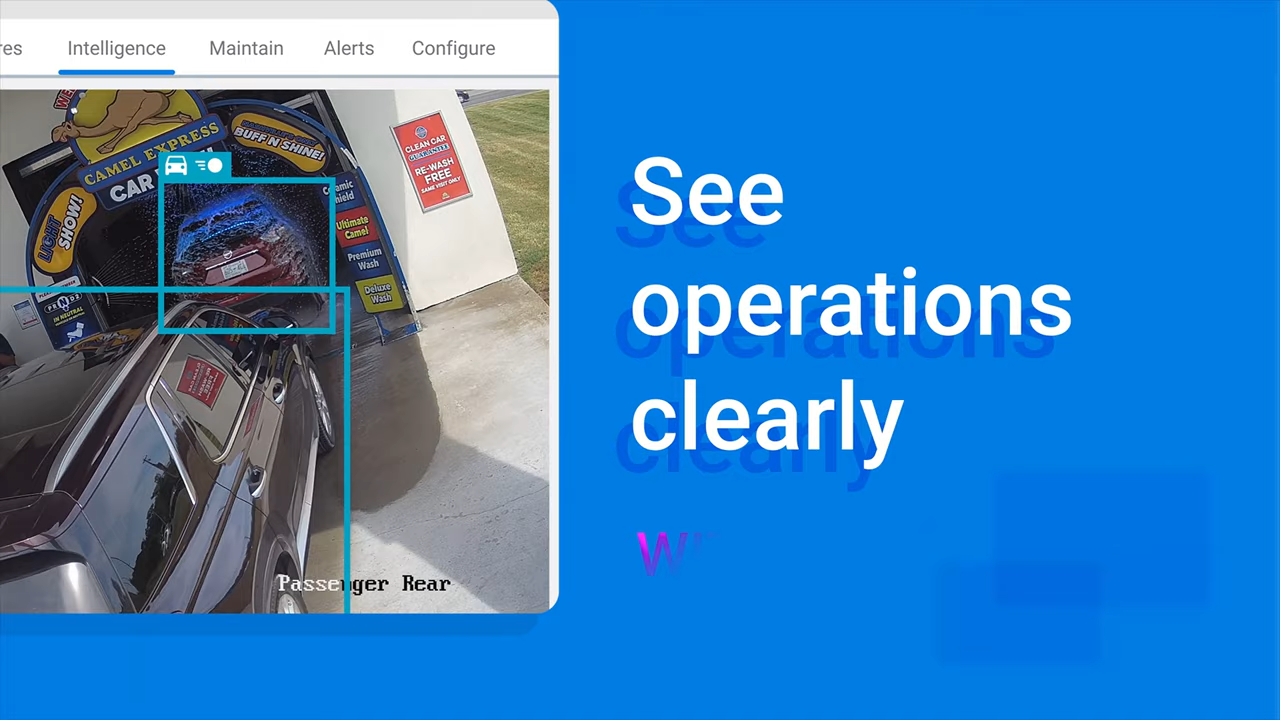 Intelligence Maintain Alerts Configure
CAMEL EXPRESS
CAR
BUFF N SHINE!
LIGHT
SHOW!
CLEAN CAR
GUARANTEE
RE-WASH
FREE
SAME VISIT ONLY
Ultimate
Camel
Premium
Wash
Deluxe
Wash
IN NEUTRAL
Passenger Rear
See
operations
clearly